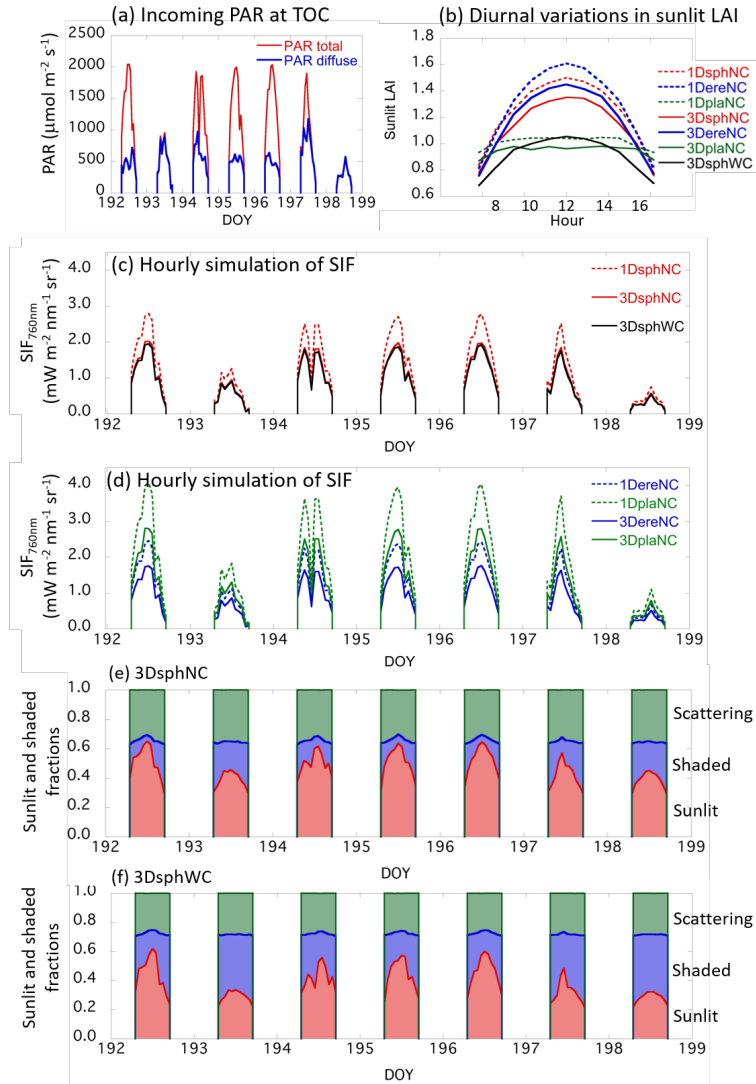 (a) Incoming PAR at TOC
2500
2000
1500
1000
500
0
PAR (μmol m⁻² s⁻¹)
PAR total
PAR diffuse
192 193 194 195 196 197 198 199
DOY
(b) Diurnal variations in sunlit LAI
1.8
1.6
1.4
1.2
1.0
0.8
0.6
Sunlit LAI
1DsphNC
1DereNC
1DplaNC
3DsphNC
3DereNC
3DplaNC
3DsphWC
8 10 12 14 16
Hour
(c) Hourly simulation of SIF
4.0
3.0
2.0
1.0
0.0
SIF₇₆₀ₙₘ
(mW m⁻² nm⁻¹ sr⁻¹)
1DsphNC
3DsphNC
3DsphWC
192 193 194 195 196 197 198 199
DOY
(d) Hourly simulation of SIF
4.0
3.0
2.0
1.0
0.0
SIF₇₆₀ₙₘ
(mW m⁻² nm⁻¹ sr⁻¹)
1DereNC
1DplaNC
3DereNC
3DplaNC
192 193 194 195 196 197 198 199
DOY
(e) 3DsphNC
1.0
0.8
0.6
0.4
0.2
0.0
Sunlit and shaded
fractions
Scattering
Shaded
Sunlit
192 193 194 195 196 197 198 199
DOY
(f) 3DsphWC
1.0
0.8
0.6
0.4
0.2
0.0
Sunlit and shaded
fractions
Scattering
Shaded
Sunlit
192 193 194 195 196 197 198 199
DOY